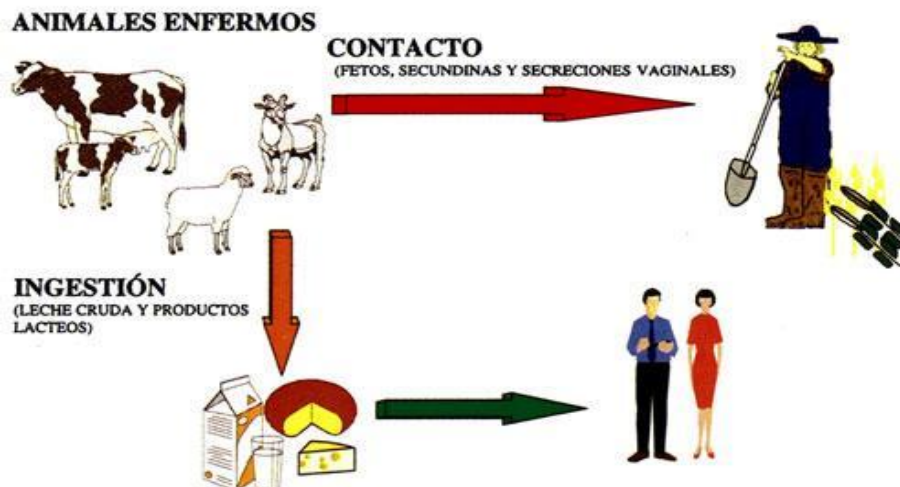 ANIMALES ENFERMOS
CONTACTO
(FETOS, SECUNDINAS Y SECRECIONES VAGINALES)
INGESTIÓN
(LECHE CRUDA Y PRODUCTOS
LACTEOS)